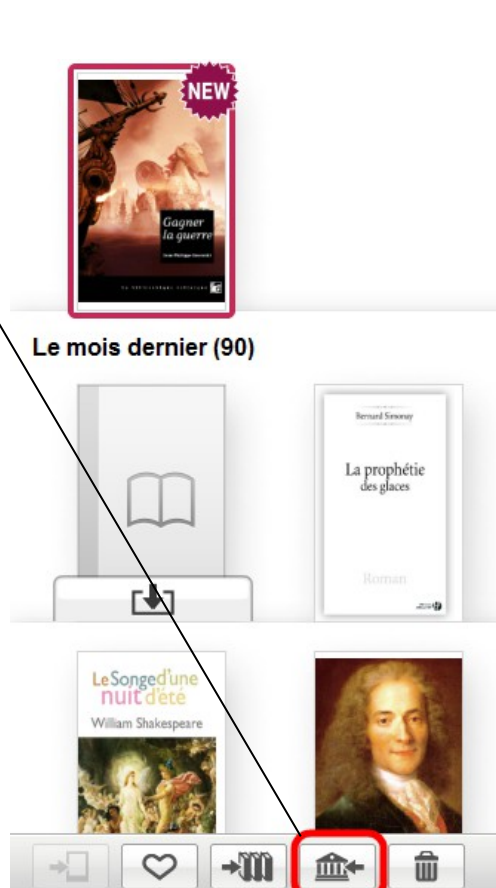 NEW
Gagner
la guerre
Le mois dernier (90)
Bernard Simonay
La prophétie
des glaces
Roman
Le Songe d'une
nuit d'été
William Shakespeare